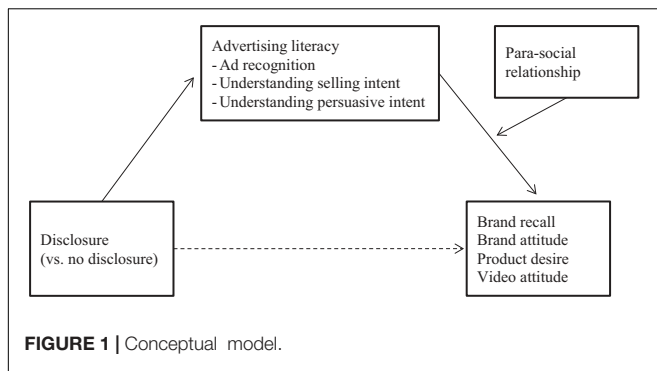 Advertising literacy
- Ad recognition
- Understanding selling intent
- Understanding persuasive intent
Para-social
relationship
Disclosure
(vs. no disclosure)
Brand recall
Brand attitude
Product desire
Video attitude
FIGURE 1 | Conceptual model.